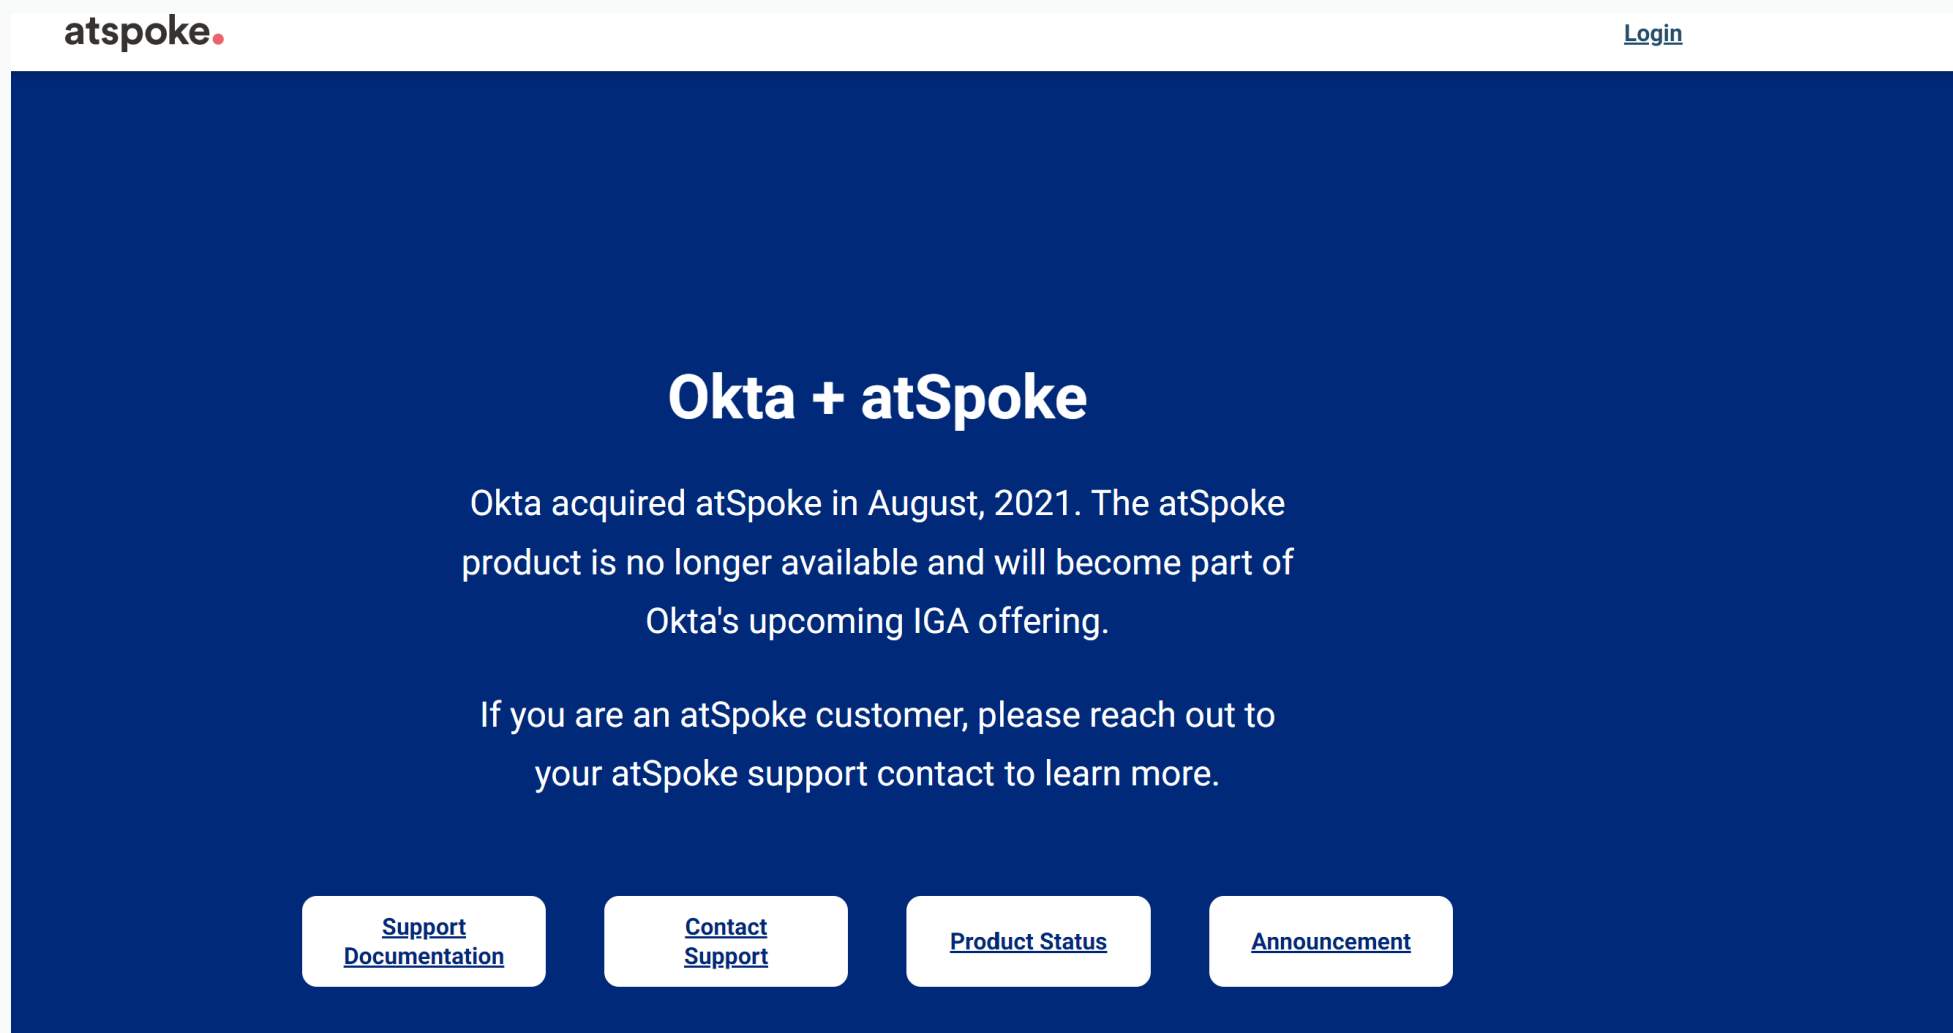 atspoke.
Login
Okta + atSpoke
Okta acquired atSpoke in August, 2021. The atSpoke
product is no longer available and will become part of
Okta's upcoming IGA offering.
If you are an atSpoke customer, please reach out to
your atSpoke support contact to learn more.
Support
Documentation
Contact
Support
Product Status
Announcement